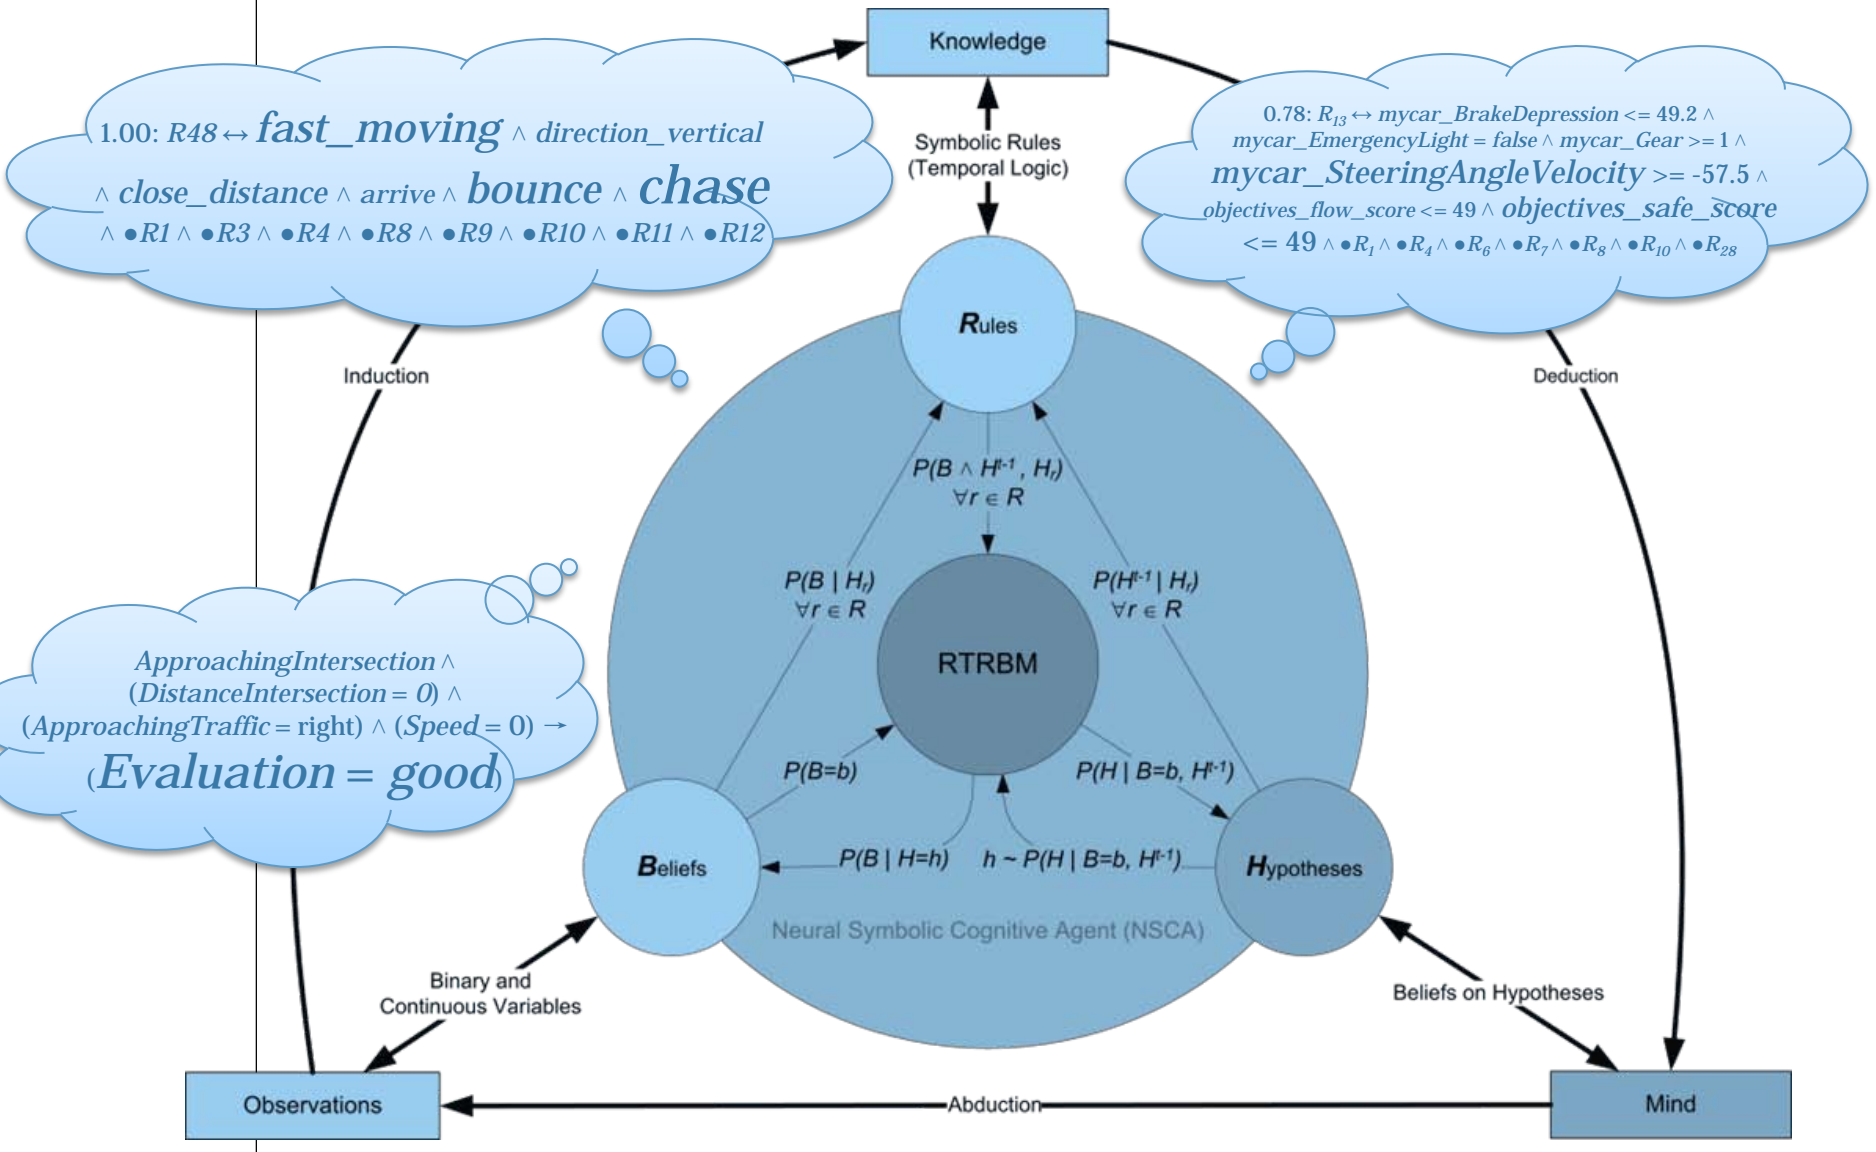 Knowledge
1.00: R48 ↔ fast_moving ∧ direction_vertical
∧ close_distance ∧ arrive ∧ bounce ∧ chase
∧ ●R1 ∧ ●R3 ∧ ●R4 ∧ ●R8 ∧ ●R9 ∧ ●R10 ∧ ●R11 ∧ ●R12
0.78: R₁₃ ↔ mycar_BrakeDepression <= 49.2 ∧
mycar_EmergencyLight = false ∧ mycar_Gear >= 1 ∧
mycar_SteeringAngleVelocity >= -57.5 ∧
objectives_flow_score <= 49 ∧ objectives_safe_score
<= 49 ∧ ●R₁ ∧ ●R₄ ∧ ●R₆ ∧ ●R₇ ∧ ●R₈ ∧ ●R₁₀ ∧ ●R₂₈
Symbolic Rules
(Temporal Logic)
Rules
Induction
Deduction
P(B ∧ Hᵗ⁻¹ , Hᵣ)
∀r ∈ R
P(B | Hᵣ)
∀r ∈ R
P(Hᵗ⁻¹ | Hᵣ)
∀r ∈ R
RTRBM
ApproachingIntersection ∧
(DistanceIntersection = 0) ∧
(ApproachingTraffic = right) ∧ (Speed = 0) →
(Evaluation = good)
P(B=b)
P(H | B=b, Hᵗ⁻¹)
P(B | H=h)
h ~ P(H | B=b, Hᵗ⁻¹)
Beliefs
Hypotheses
Neural Symbolic Cognitive Agent (NSCA)
Binary and
Continuous Variables
Beliefs on Hypotheses
Observations
Abduction
Mind